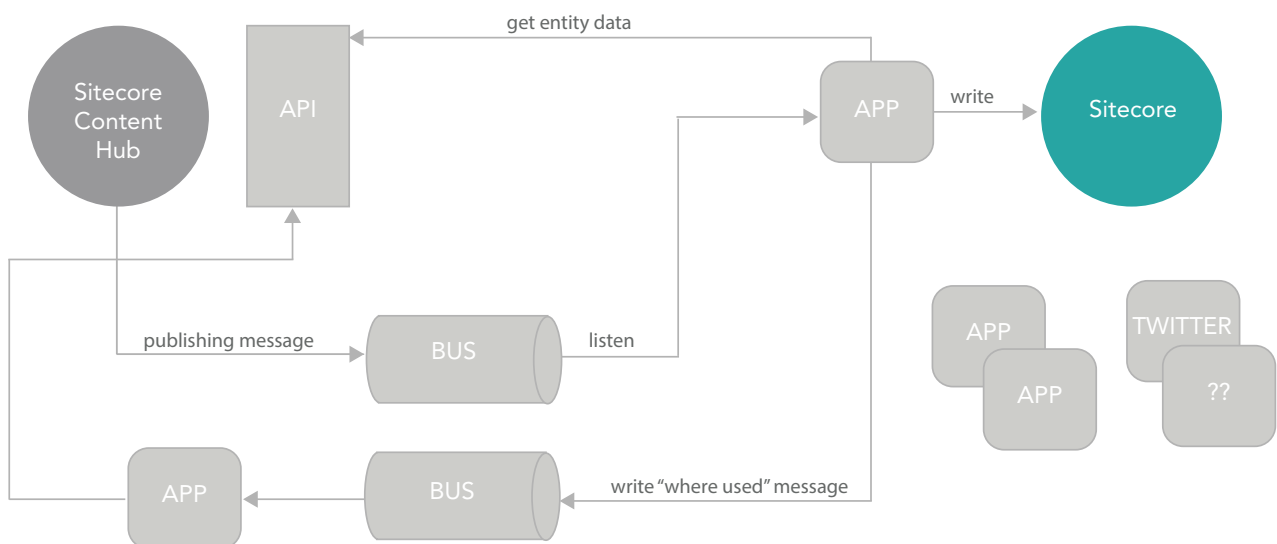 get entity data
Sitecore
Content
Hub
API
APP
write
Sitecore
publishing message
BUS
listen
APP
APP
TWITTER
??
APP
BUS
write “where used” message